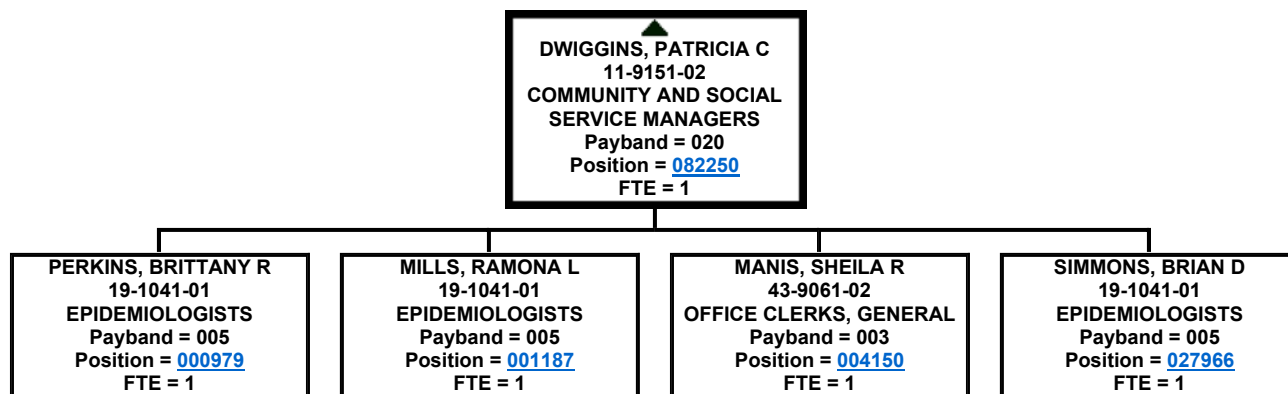 DWIGGINS, PATRICIA C
11-9151-02
COMMUNITY AND SOCIAL
SERVICE MANAGERS
Payband = 020
Position = 082250
FTE = 1
PERKINS, BRITTANY R
19-1041-01
EPIDEMIOLOGISTS
Payband = 005
Position = 000979
FTE = 1
MILLS, RAMONA L
19-1041-01
EPIDEMIOLOGISTS
Payband = 005
Position = 001187
FTE = 1
MANIS, SHEILA R
43-9061-02
OFFICE CLERKS, GENERAL
Payband = 003
Position = 004150
FTE = 1
SIMMONS, BRIAN D
19-1041-01
EPIDEMIOLOGISTS
Payband = 005
Position = 027966
FTE = 1